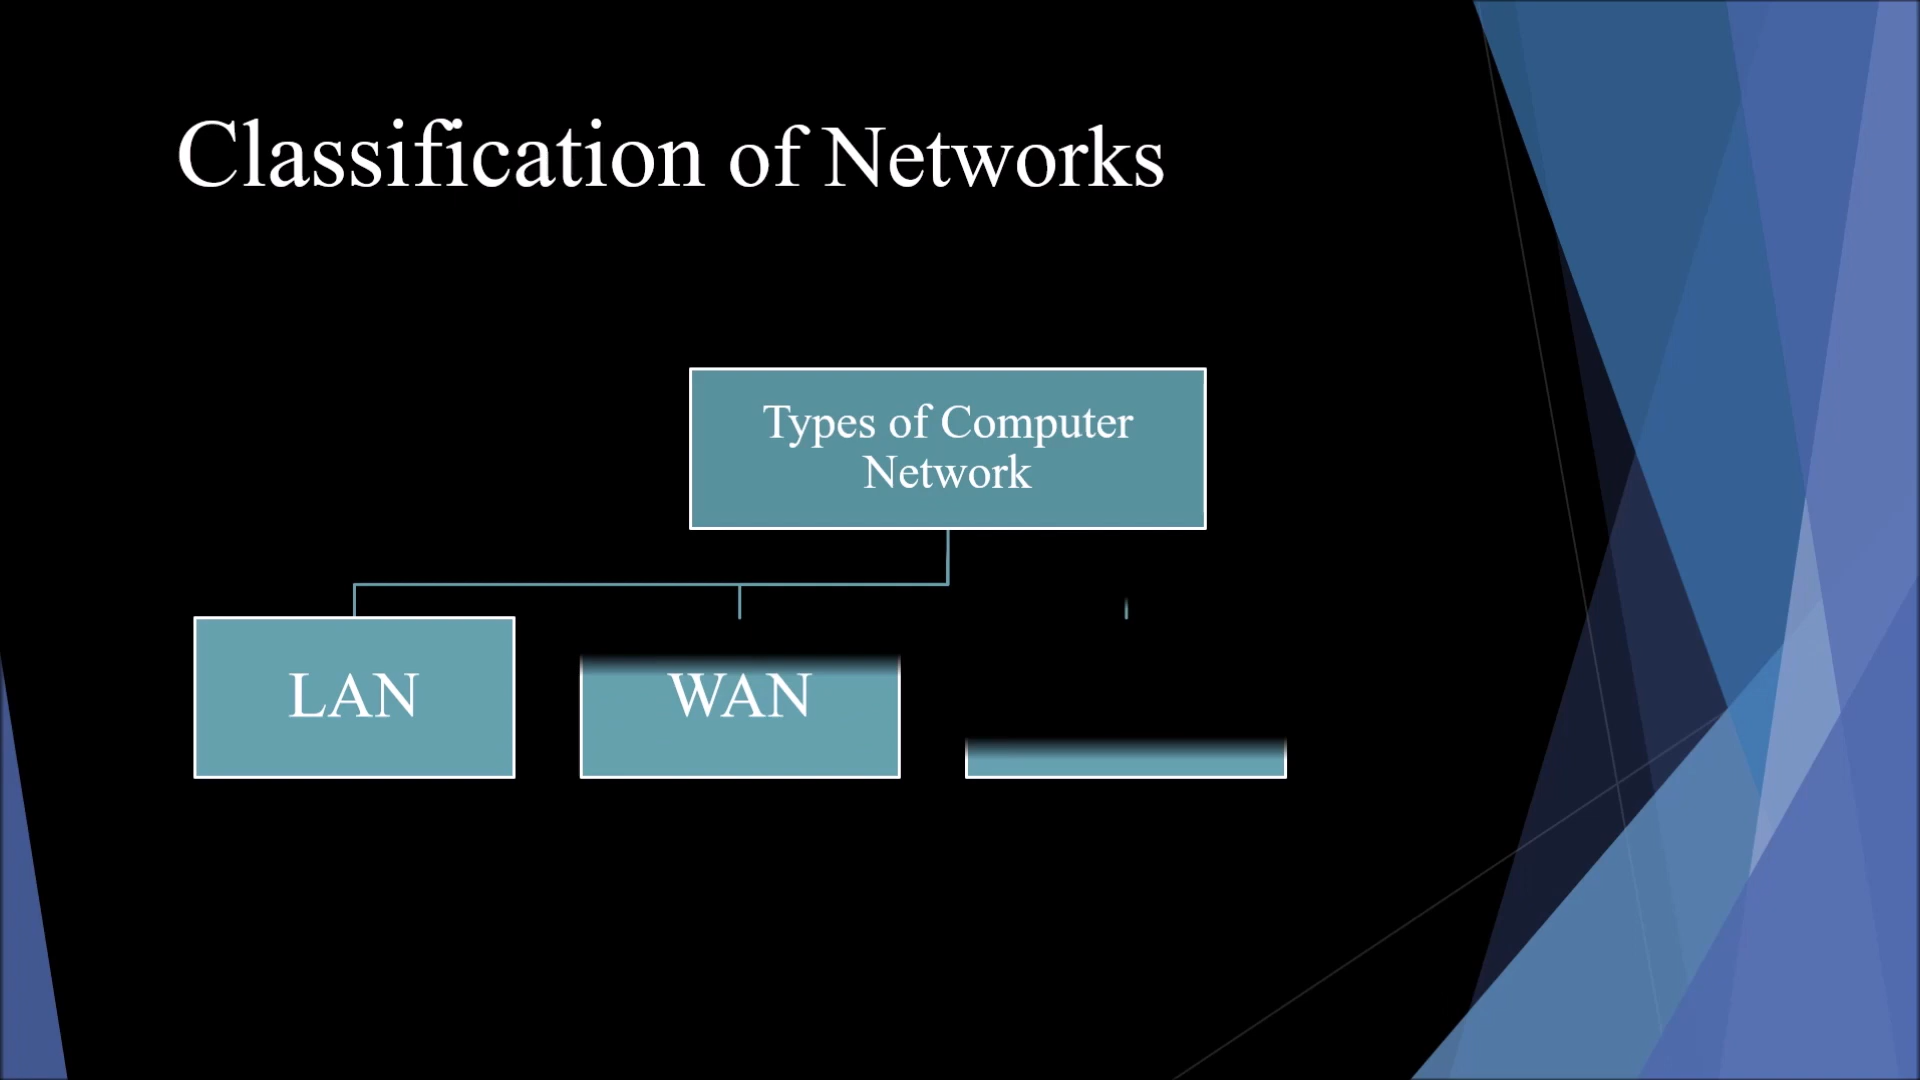 Classification of Networks
Types of Computer
Network
LAN
WAN